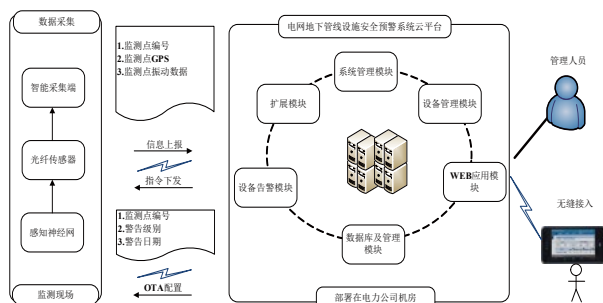 数据采集
智能采集端
光纤传感器
感知神经网
监测现场
1.监测点编号
2.监测点GPS
3.监测点振动数据
信息上报
指令下发
1.监测点编号
2.警告级别
3.警告日期
OTA配置
电网地下管线设施安全预警系统云平台
系统管理模块
扩展模块
设备管理模块
设备告警模块
WEB应用模
块
数据库及管理
模块
部署在电力公司机房
管理人员
无缝接入